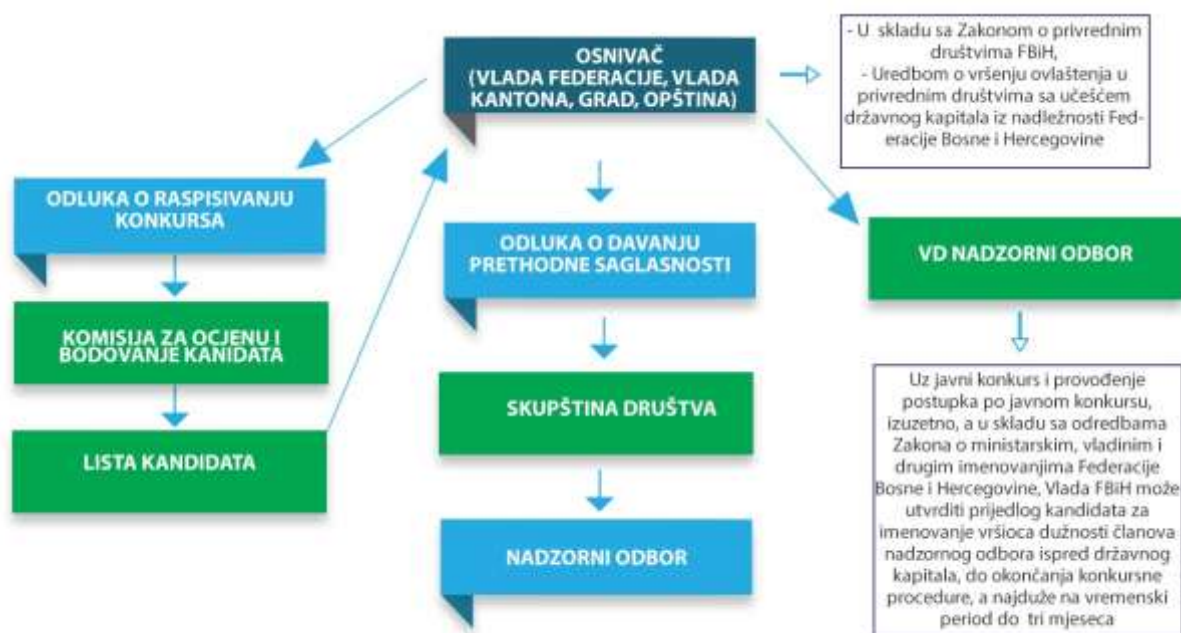 OSNIVAČ
(VLADA FEDERACIJE, VLADA
KANTONA, GRAD, OPŠTINA)
- U skladu sa Zakonom o privrednim
društvima FBiH,
- Uredbom o vršenju ovlaštenja u
privrednim društvima sa učešćem
državnog kapitala iz nadležnosti Fed-
eracije Bosne i Hercegovine
ODLUKA O RASPISIVANJU
KONKURSA
KOMISIJA ZA OCJENU I
BODOVANJE KANIDATA
LISTA KANDIDATA
ODLUKA O DAVANJU
PRETHODNE SAGLASNOSTI
SKUPŠTINA DRUŠTVA
NADZORNI ODBOR
VD NADZORNI ODBOR
Uz javni konkurs i provođenje
postupka po javnom konkursu,
izuzetno, a u skladu sa odredbama
Zakona o ministarskim, vladinim i
drugim imenovanjima Federacije
Bosne i Hercegovine, Vlada FBiH može
utvrditi prijedlog kandidata za
imenovanje vršioca dužnosti članova
nadzornog odbora ispred državnog
kapitala, do okončanja konkursne
procedure, a najduže na vremenski
period do tri mjeseca